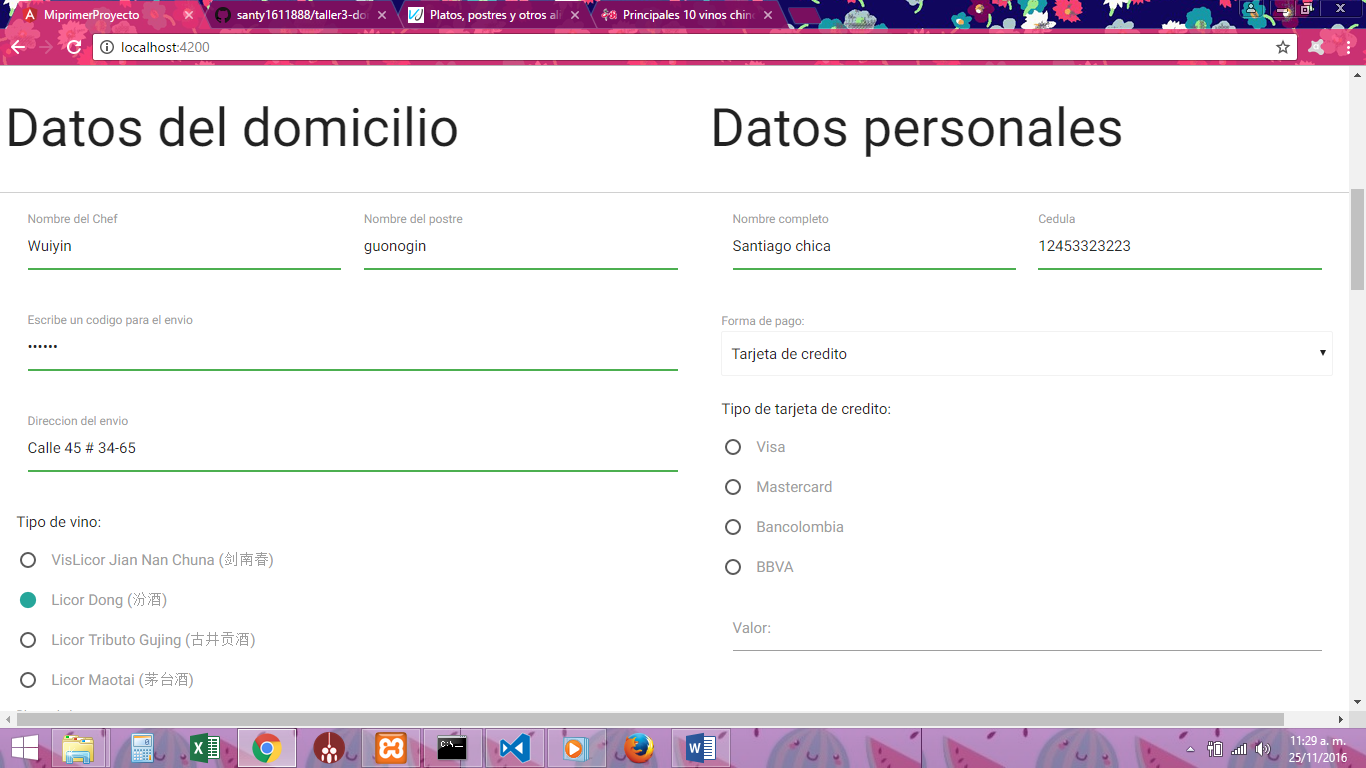 MiprimerProyecto
santy1611888/taller3-do
Platos, postres y otros ali
Principales 10 vinos chin
localhost:4200
Datos del domicilio
Datos personales
Nombre del Chef
Nombre del postre
Nombre completo
Cedula
Wuiyin
guonogin
Santiago chica
12453323223
Escribe un codigo para el envio
••••••
Forma de pago:
Tarjeta de credito
Direccion del envio
Calle 45 # 34-65
Tipo de tarjeta de credito:
Visa
Mastercard
Bancolombia
BBVA
Valor:
Tipo de vino:
VisLicor Jian Nan Chuna (剑南春)
Licor Dong (汾酒)
Licor Tributo Gujing (古井贡酒)
Licor Maotai (茅台酒)
11:29 a. m.
25/11/2016